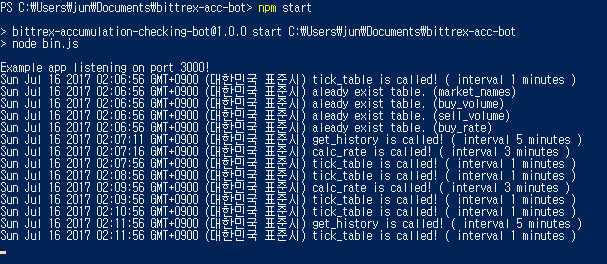 PS C:₩Users₩jun₩Documents₩bittrex-acc-bot> npm start
> bittrex-accumulation-checking-bot@1.0.0 start C:₩Users₩jun₩Documents₩bittrex-acc-bot
> node bin.js
Example app listening on port 3000!
Sun Jul 16 2017 02:06:56 GMT+0900 (대한민국 표준시) tick_table is called! ( interval 1 minutes )
Sun Jul 16 2017 02:06:56 GMT+0900 (대한민국 표준시) aleady exist table. (market_names)
Sun Jul 16 2017 02:06:56 GMT+0900 (대한민국 표준시) aleady exist table. (buy_volume)
Sun Jul 16 2017 02:06:56 GMT+0900 (대한민국 표준시) aleady exist table. (sell_volume)
Sun Jul 16 2017 02:06:56 GMT+0900 (대한민국 표준시) aleady exist table. (buy_rate)
Sun Jul 16 2017 02:07:11 GMT+0900 (대한민국 표준시) get_history is called! ( interval 5 minutes )
Sun Jul 16 2017 02:07:16 GMT+0900 (대한민국 표준시) calc_rate is called! ( interval 3 minutes )
Sun Jul 16 2017 02:07:56 GMT+0900 (대한민국 표준시) tick_table is called! ( interval 1 minutes )
Sun Jul 16 2017 02:08:56 GMT+0900 (대한민국 표준시) tick_table is called! ( interval 1 minutes )
Sun Jul 16 2017 02:09:56 GMT+0900 (대한민국 표준시) calc_rate is called! ( interval 3 minutes )
Sun Jul 16 2017 02:09:56 GMT+0900 (대한민국 표준시) tick_table is called! ( interval 1 minutes )
Sun Jul 16 2017 02:10:56 GMT+0900 (대한민국 표준시) tick_table is called! ( interval 1 minutes )
Sun Jul 16 2017 02:11:56 GMT+0900 (대한민국 표준시) get_history is called! ( interval 5 minutes )
Sun Jul 16 2017 02:11:56 GMT+0900 (대한민국 표준시) tick_table is called! ( interval 1 minutes )